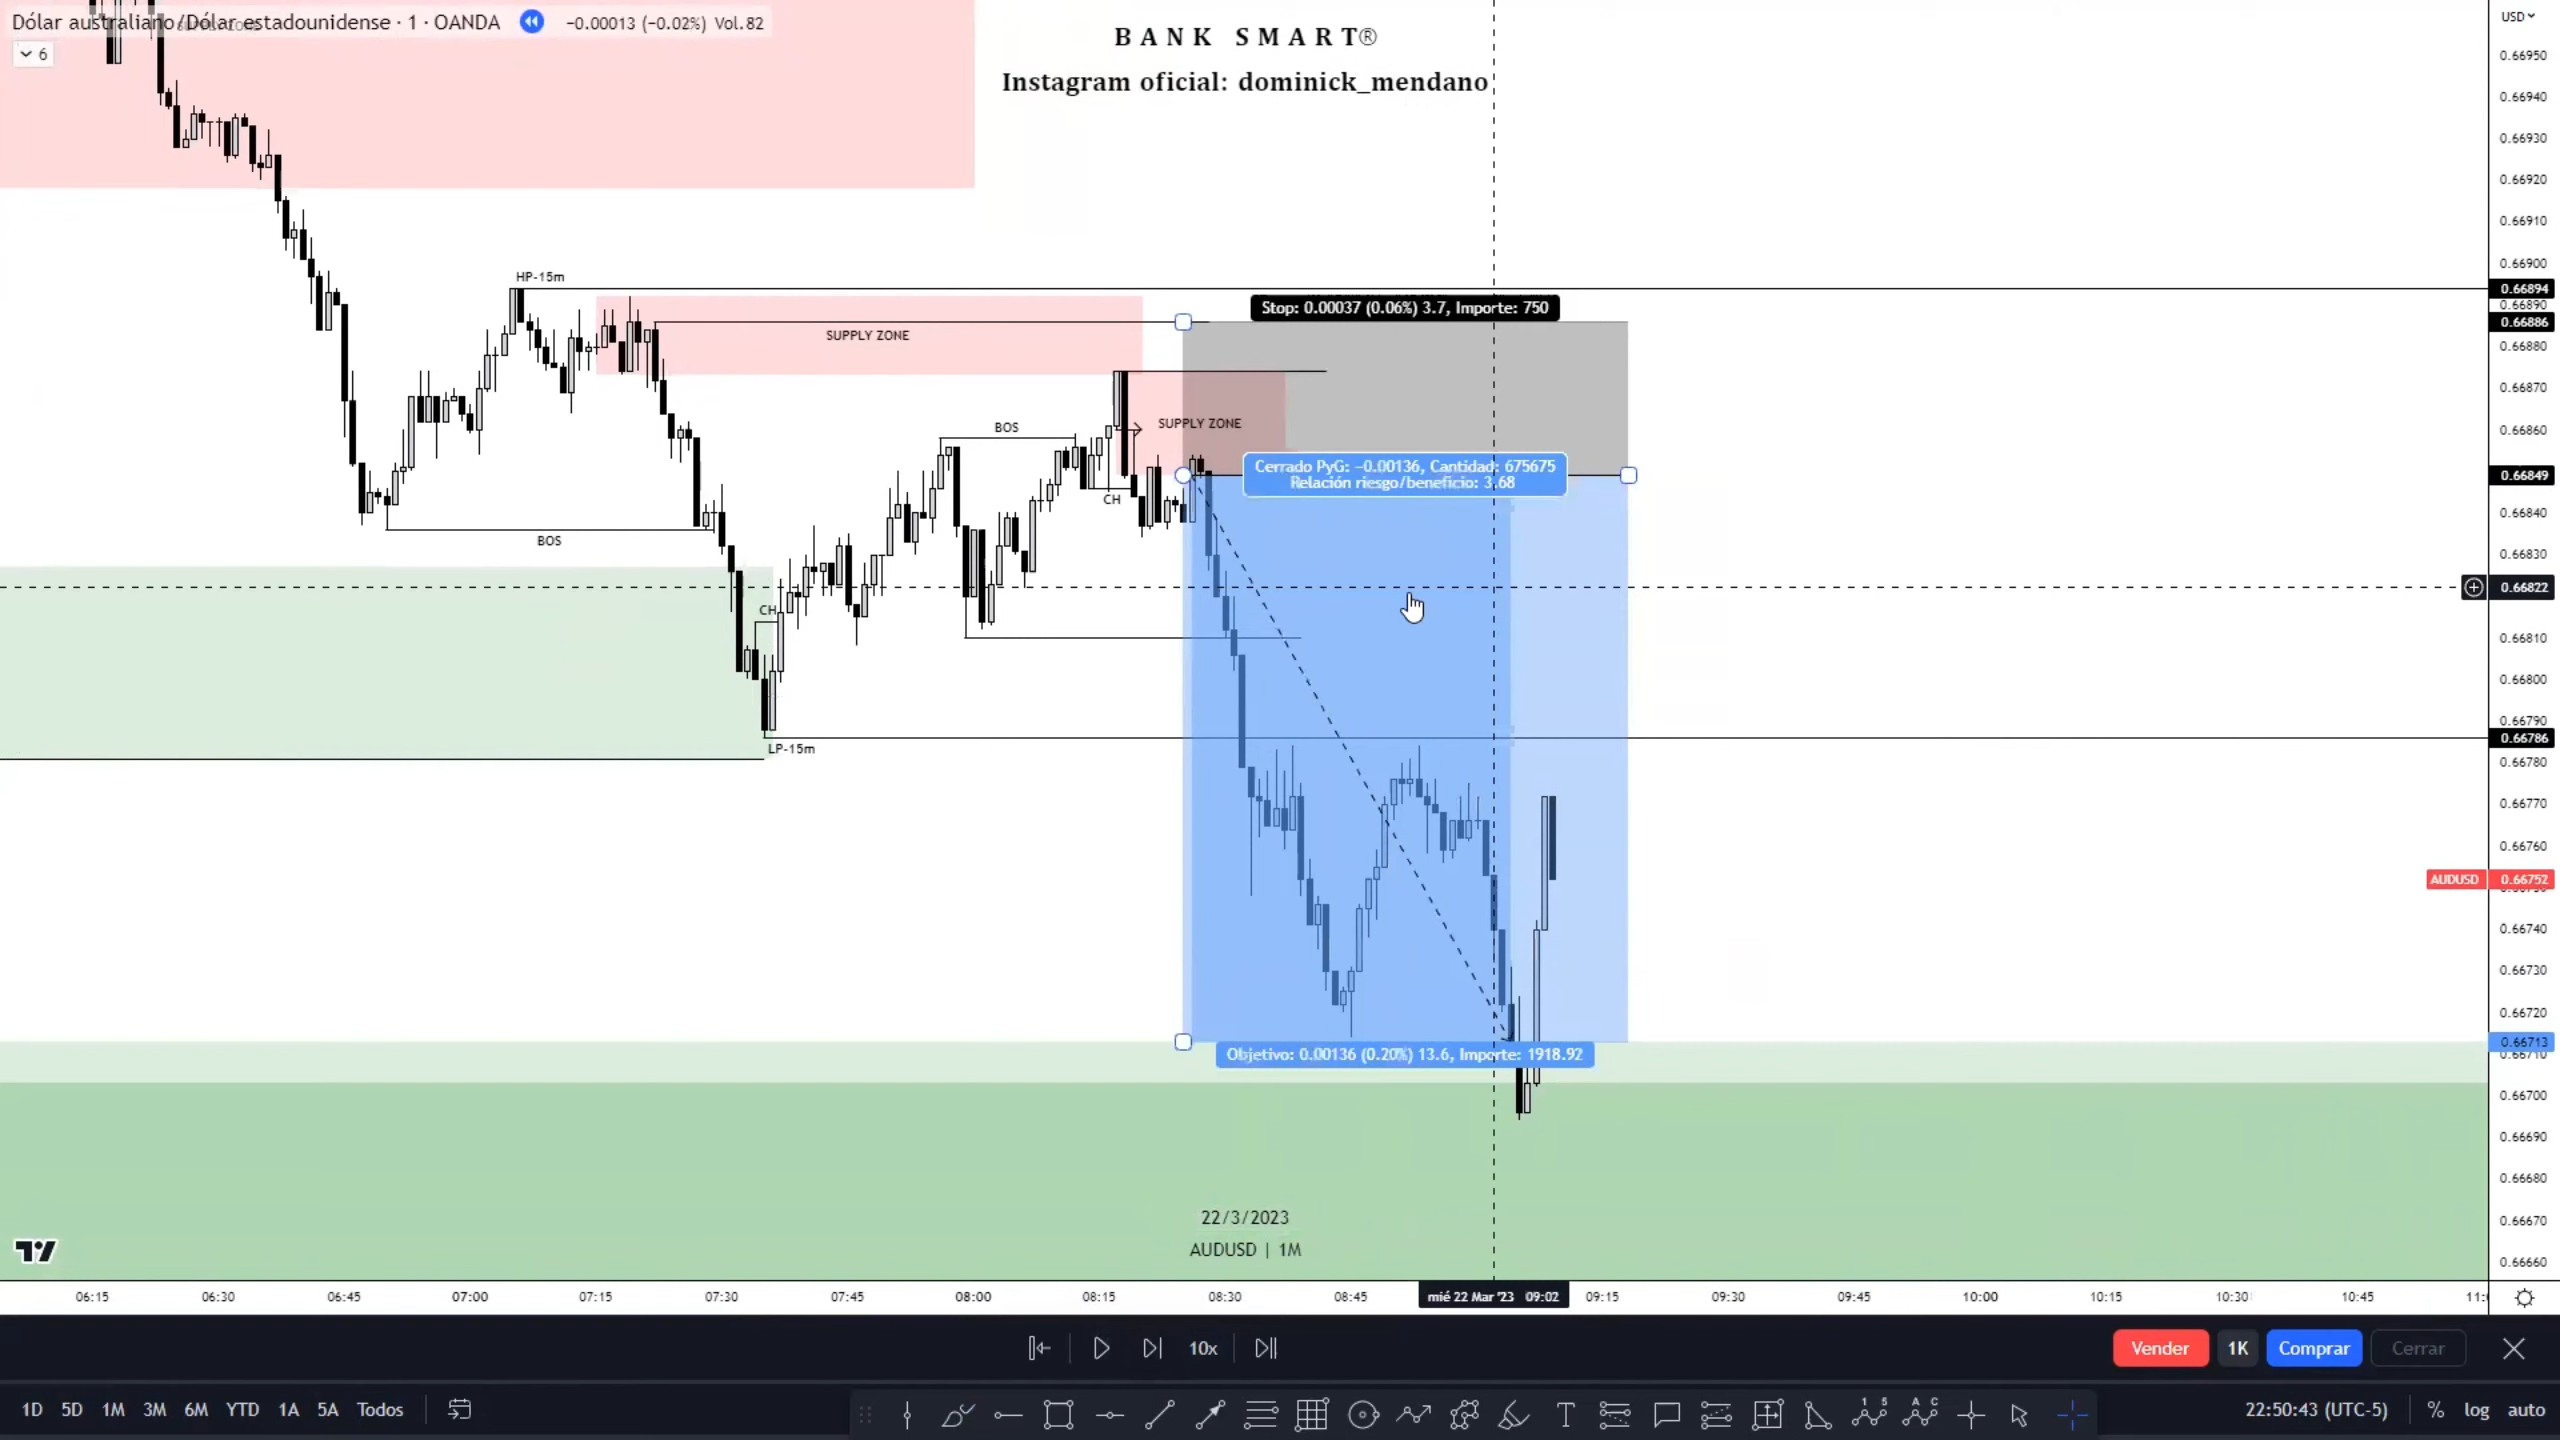 Dólar australiano/Dólar estadounidense · 1 · OANDA −0.00013 (−0.02%) Vol.82
6
BANK SMART®
Instagram oficial: dominick_mendano
USD
0.66950
0.66940
0.66930
0.66920
0.66910
0.66900
0.66894
0.66890
0.66886
0.66880
0.66870
0.66860
0.66849
0.66840
0.66830
0.66822
0.66810
0.66800
0.66790
0.66786
0.66780
0.66770
0.66760
AUDUSD 0.66752
0.66740
0.66730
0.66720
0.66713
0.66710
0.66700
0.66690
0.66680
0.66670
0.66660
HP-15m
SUPPLY ZONE
Stop: 0.00037 (0.06%) 3.7, Importe: 750
SUPPLY ZONE
BOS
Cerrado PyG: −0.00136, Cantidad: 675675
Relación riesgo/beneficio: 3.68
CH
BOS
CH
LP-15m
Objetivo: 0.00136 (0.20%) 13.6, Importe: 1918.92
22/3/2023
AUDUSD | 1M
06:15 06:30 06:45 07:00 07:15 07:30 07:45 08:00 08:15 08:30 08:45 mié 22 Mar '23 09:02 09:15 09:30 09:45 10:00 10:15 10:30 10:45
10x
Vender 1K Comprar Cerrar
1D 5D 1M 3M 6M YTD 1A 5A Todos
22:50:43 (UTC-5) % log auto